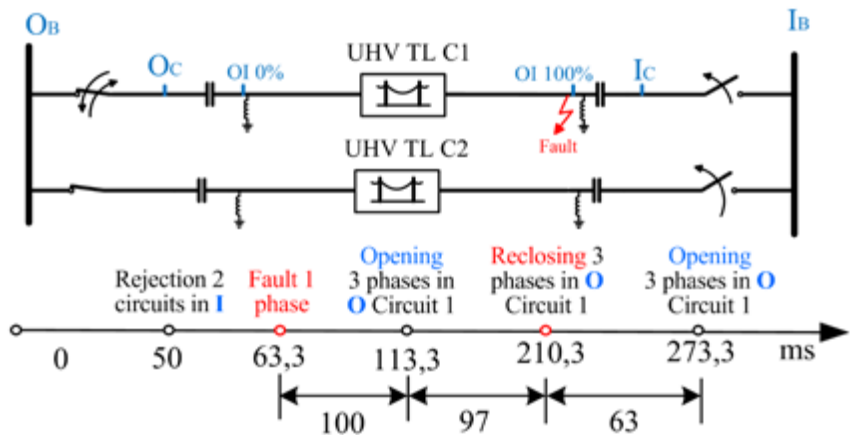 OB
IB
UHV TL C1
OC
OI 0%
OI 100%
IC
Fault
UHV TL C2
Rejection 2
circuits in I
Fault 1
phase
Opening
3 phases in
O Circuit 1
Reclosing 3
phases in O
Circuit 1
Opening
3 phases in O
Circuit 1
0
50
63,3
113,3
210,3
273,3
ms
100
97
63